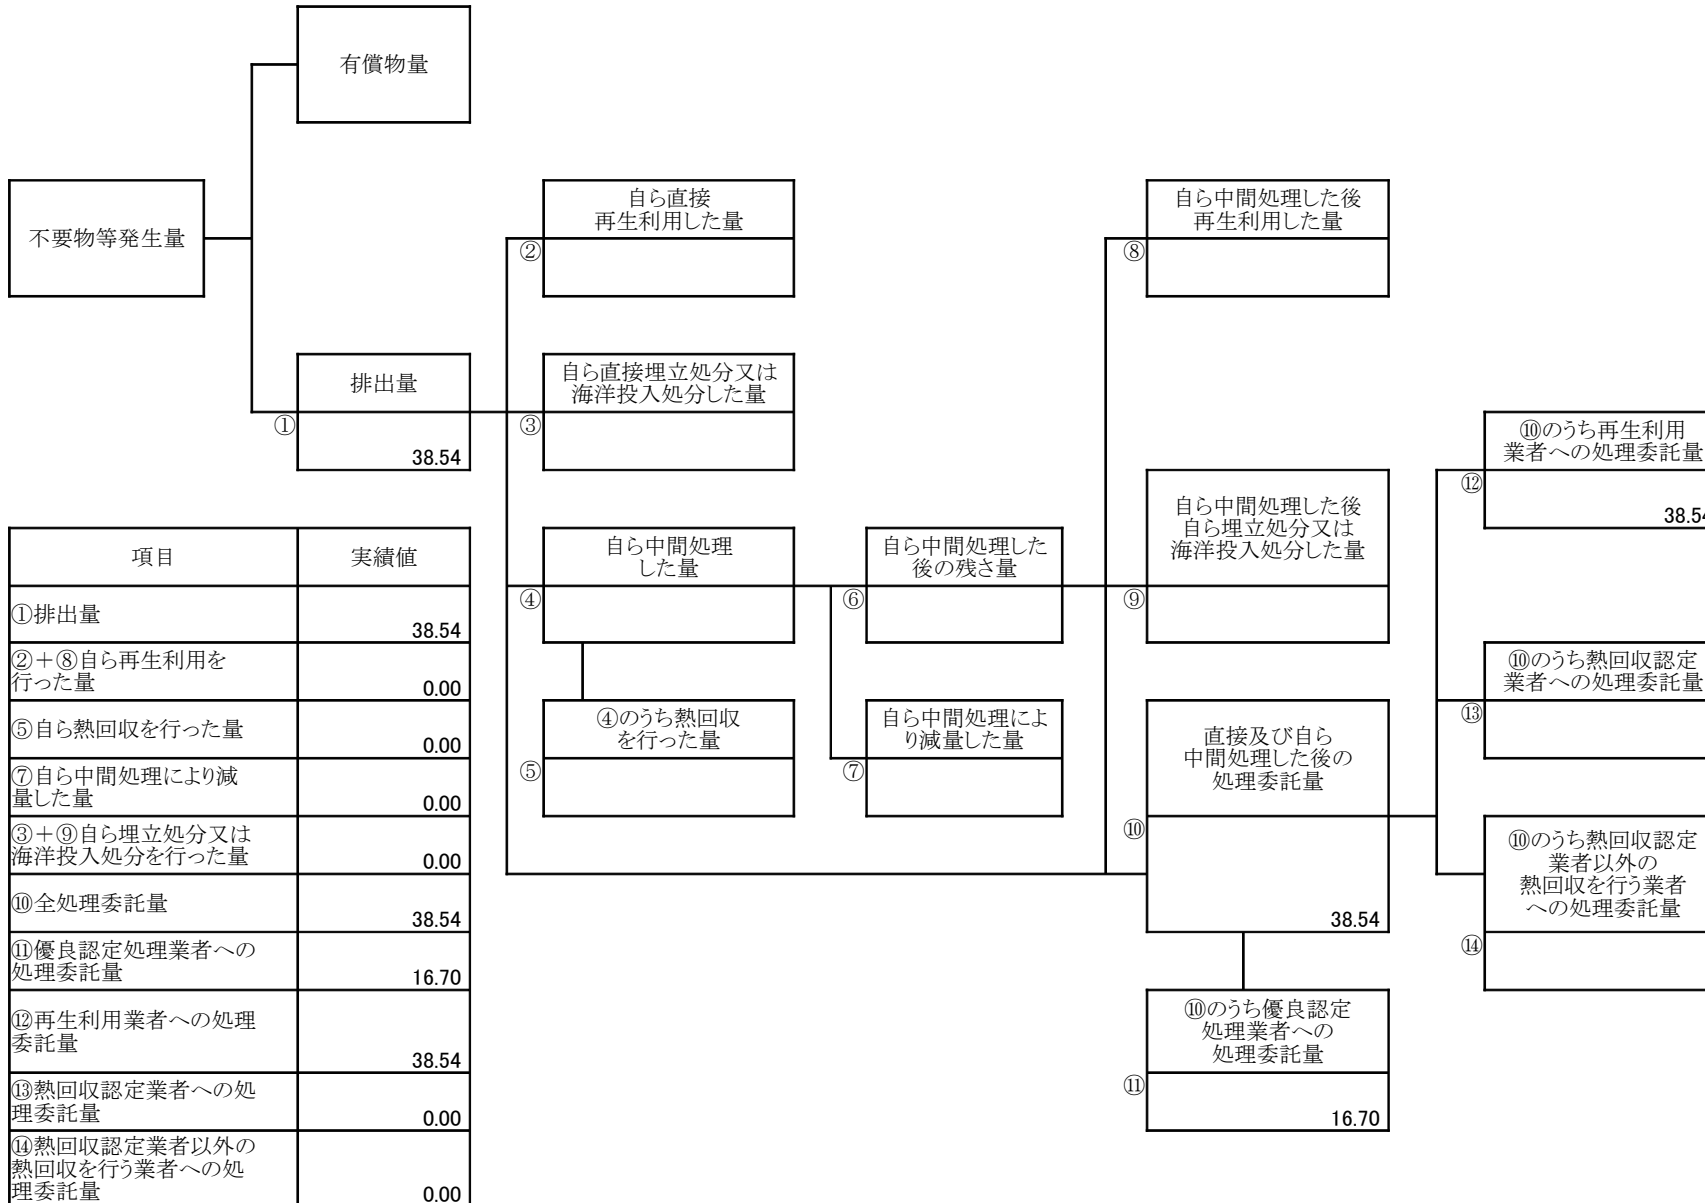 有償物量
不要物等発生量
自ら直接
再生利用した量
②
自ら中間処理した後
再生利用した量
⑧
排出量
①
38.54
自ら直接埋立処分又は
海洋投入処分した量
③
⑩のうち再生利用
業者への処理委託量
⑫
38.54
自ら中間処理
した量
④
自ら中間処理した
後の残さ量
⑥
自ら中間処理した後
自ら埋立処分又は
海洋投入処分した量
⑨
④のうち熱回収
を行った量
⑤
自ら中間処理によ
り減量した量
⑦
直接及び自ら
中間処理した後の
処理委託量
⑩
38.54
⑩のうち熱回収認定
業者への処理委託量
⑬
⑩のうち熱回収認定
業者以外の
熱回収を行う業者
への処理委託量
⑭
⑩のうち優良認定
処理業者への
処理委託量
⑪
16.70
項目
実績値
①排出量
38.54
②+⑧自ら再生利用を
行った量
0.00
⑤自ら熱回収を行った量
0.00
⑦自ら中間処理により減
量した量
0.00
③+⑨自ら埋立処分又は
海洋投入処分を行った量
0.00
⑩全処理委託量
38.54
⑪優良認定処理業者への
処理委託量
16.70
⑫再生利用業者への処理
委託量
38.54
⑬熱回収認定業者への処
理委託量
0.00
⑭熱回収認定業者以外の
熱回収を行う業者への処
理委託量
0.00